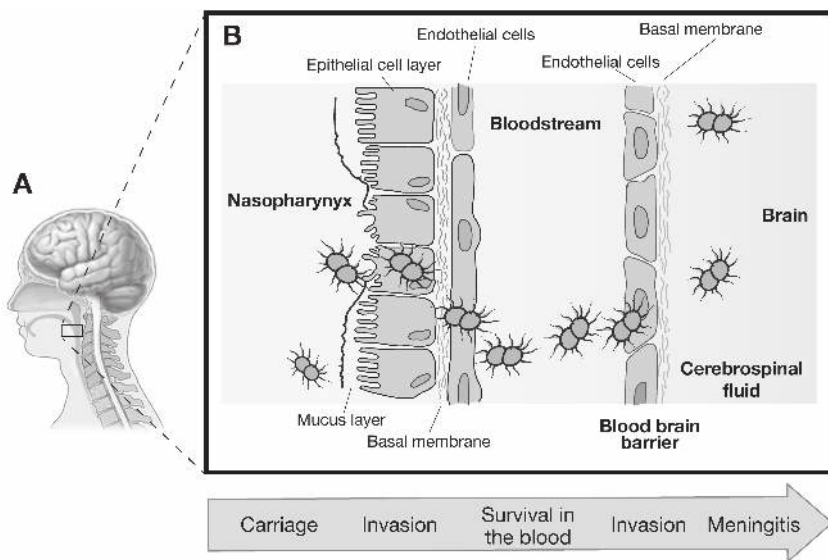 B
Endothelial cells
Basal membrane
Epithelial cell layer
Endothelial cells
Bloodstream
A
Nasopharynyx
Brain
Cerebrospinal
fluid
Mucus layer
Basal membrane
Blood brain
barrier
Carriage
Invasion
Survival in
the blood
Invasion
Meningitis